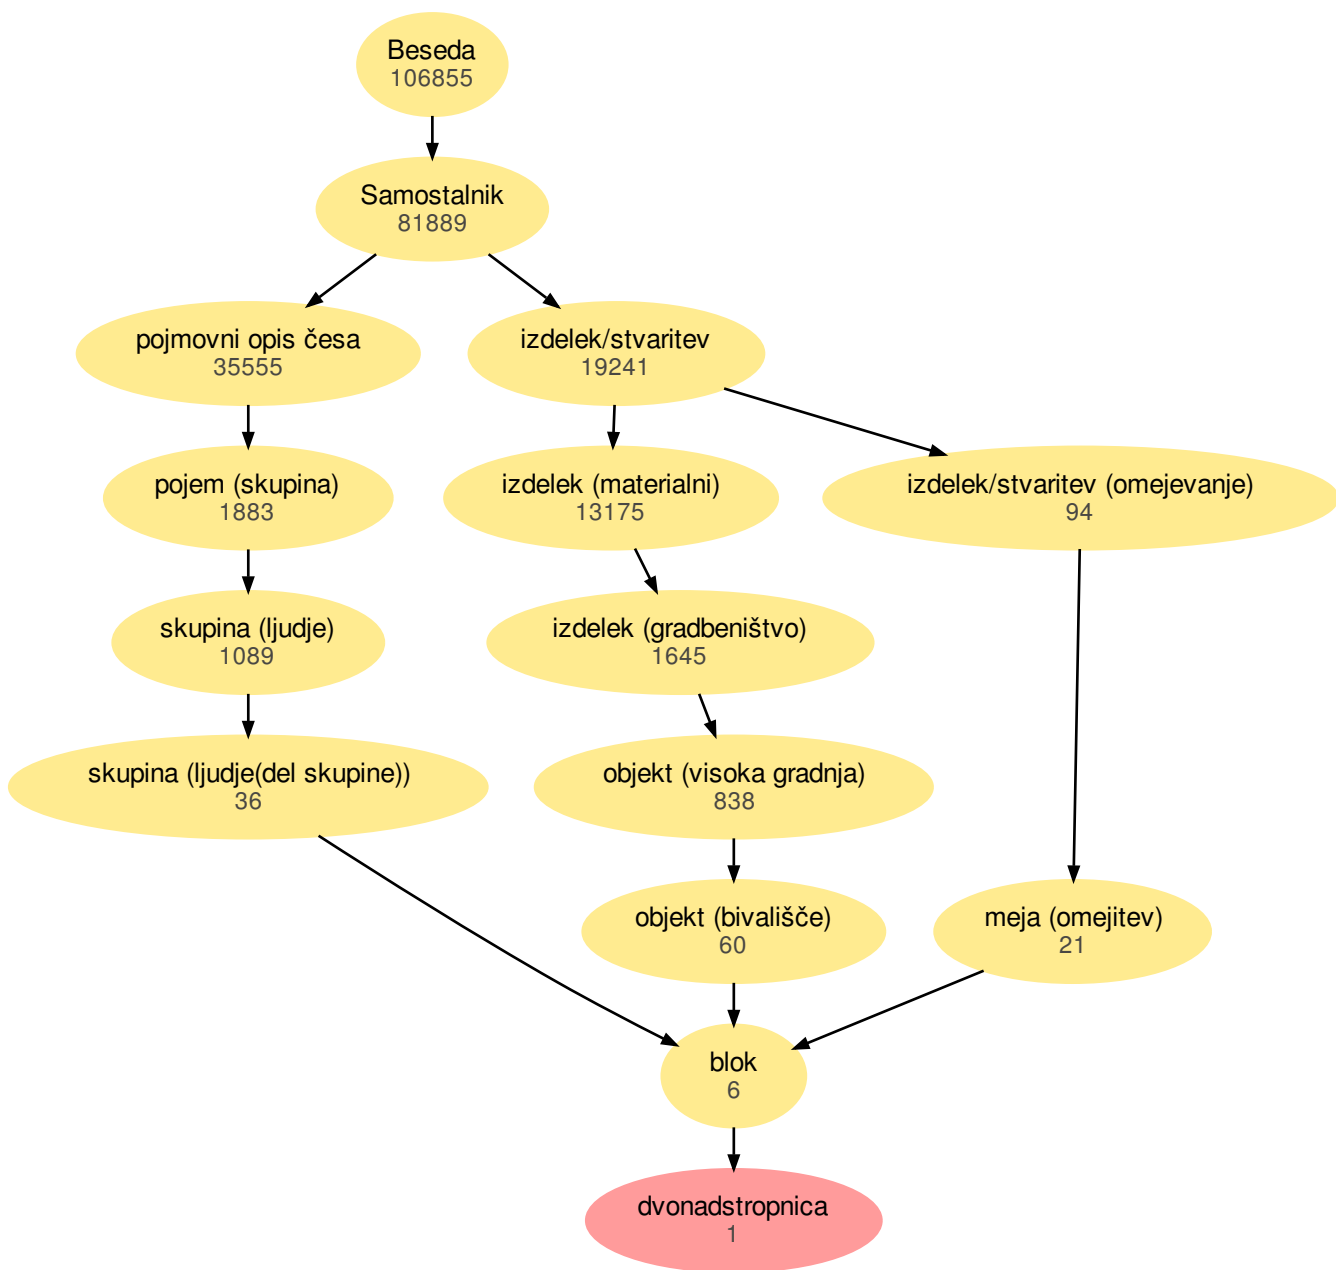 Beseda
106855
Samostalnik
81889
pojmovni opis česa
35555
izdelek/stvaritev
19241
pojem (skupina)
1883
izdelek (materialni)
13175
izdelek/stvaritev (omejevanje)
94
skupina (ljudje)
1089
izdelek (gradbeništvo)
1645
skupina (ljudje(del skupine))
36
objekt (visoka gradnja)
838
objekt (bivališče)
60
meja (omejitev)
21
blok
6
dvonadstropnica
1